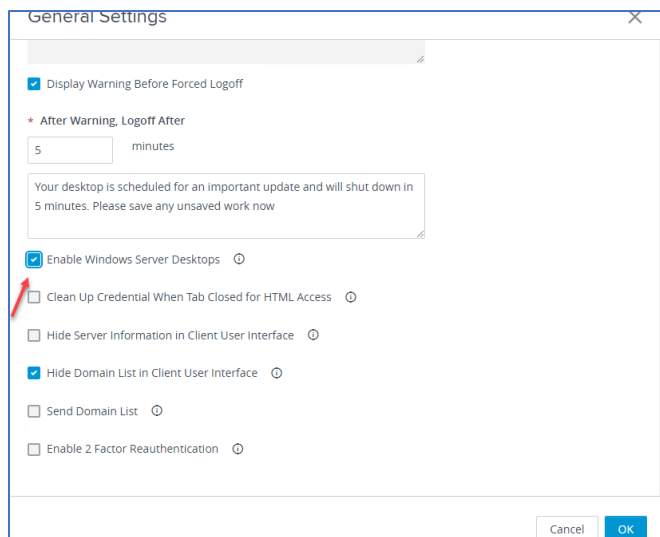 General Settings
Display Warning Before Forced Logoff
* After Warning, Logoff After
5 minutes
Your desktop is scheduled for an important update and will shut down in
5 minutes. Please save any unsaved work now
Enable Windows Server Desktops
Clean Up Credential When Tab Closed for HTML Access
Hide Server Information in Client User Interface
Hide Domain List in Client User Interface
Send Domain List
Enable 2 Factor Reauthentication
Cancel OK